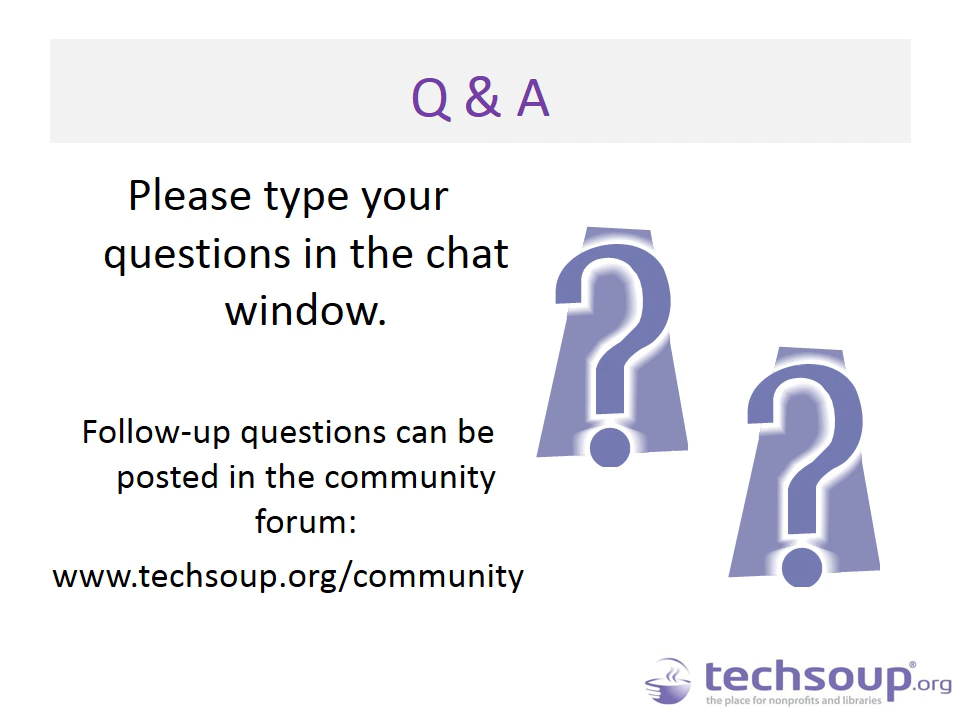 Q & A
Please type your
questions in the chat
window.
Follow-up questions can be
posted in the community
forum:
www.techsoup.org/community
techsoup®.org
the place for nonprofits and libraries